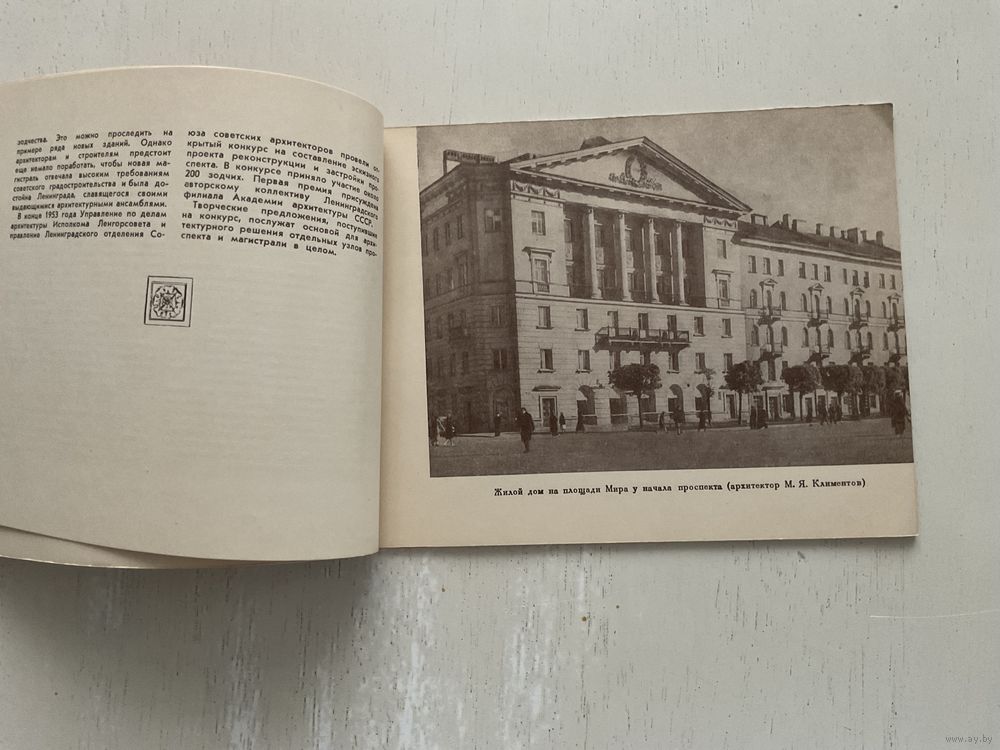 зодчества. Это можно проследить на
примере ряда новых зданий. Однако
архитекторам и строителям предстоит
еще немало поработать, чтобы новая ма-
гистраль отвечала высоким требованиям
советского градостроительства и была до-
стойна Ленинграда, славящегося своими
выдающимися архитектурными ансамблями.
В конце 1953 года Управление по делам
архитектуры Исполкома Ленгорсовета и
правление Ленинградского отделения Со-
юза советских архитекторов провели от-
крытый конкурс на составление эскизного
проекта реконструкции и застройки про-
спекта. В конкурсе приняло участие около
200 зодчих. Первая премия присуждена
авторскому коллективу Ленинградского
филиала Академии архитектуры СССР.
Творческие предложения, поступившие
на конкурс, послужат основой для архи-
тектурного решения отдельных узлов про-
спекта и магистрали в целом.
Жилой дом на площади Мира у начала проспекта (архитектор М. Я. Климентов)
www.ay.by